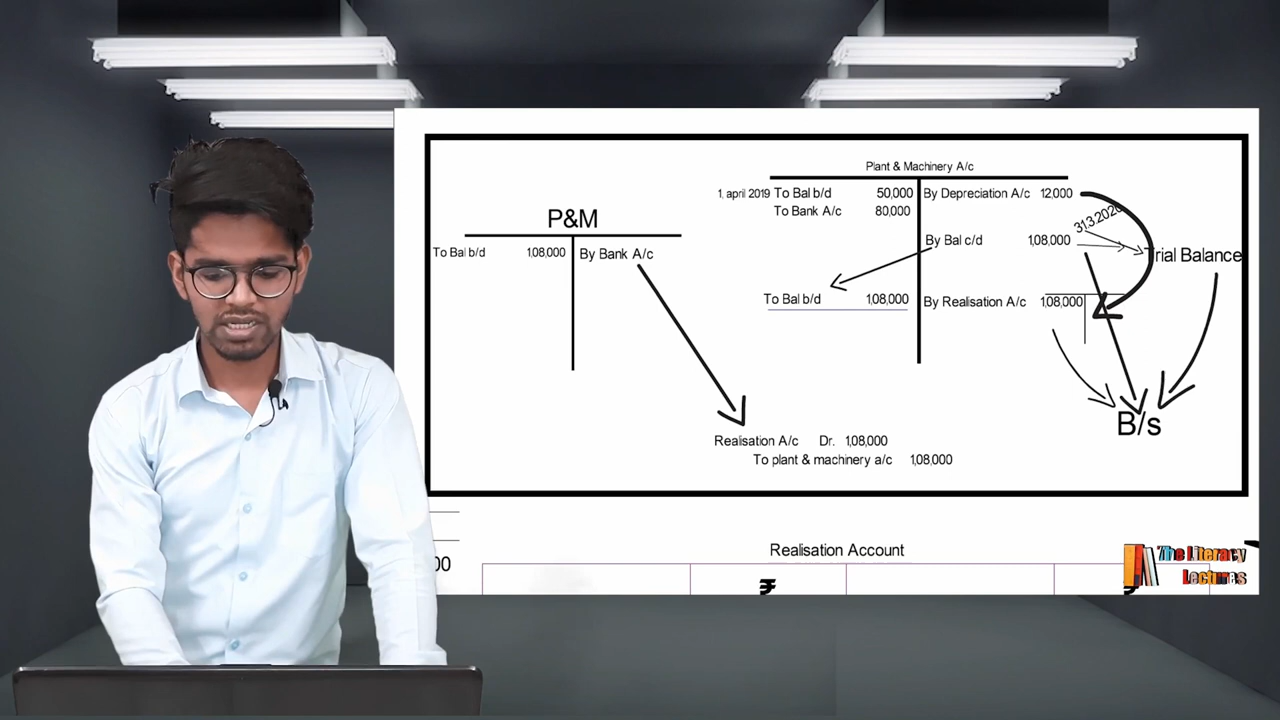 Plant & Machinery A/c
1, april 2019 To Bal b/d 50,000 By Depreciation A/c 12,000
To Bank A/c 80,000
31.3.2020
By Bal c/d 1,08,000
Trial Balance
To Bal b/d 1,08,000 By Realisation A/c 1,08,000
P&M
To Bal b/d 1,08,000 By Bank A/c
B/s
Realisation A/c Dr. 1,08,000
To plant & machinery a/c 1,08,000
00
Realisation Account
₹ ₹
The Literacy
Lectures